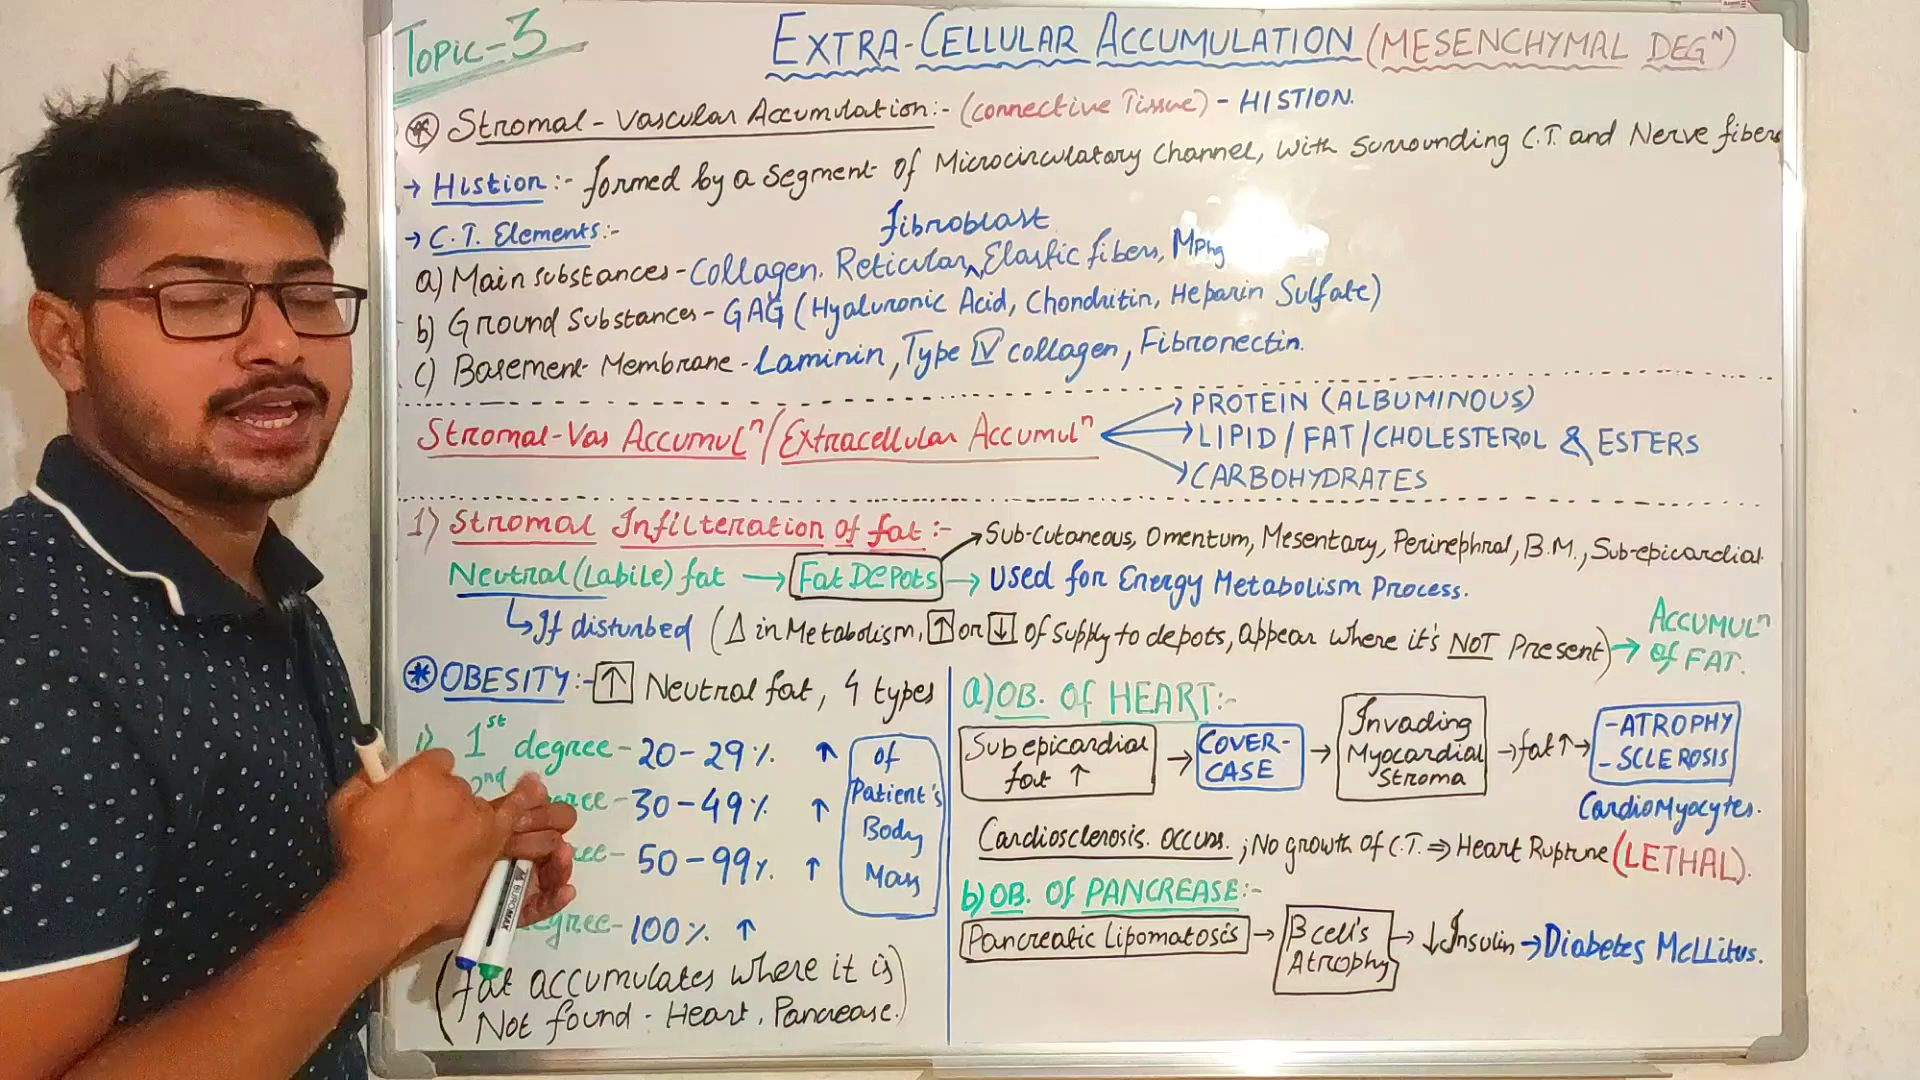 TOPIC-3
EXTRA-CELLULAR ACCUMULATION (MESENCHYMAL DEGᴺ)
* Stromal-Vascular Accumulation:- (connective Tissue) - HISTION.
→ Histion:- formed by a Segment of Microcirculatory Channel, with Surrounding C.T. and Nerve fibers
→ C.T. Elements:-
Fibroblast
a) Main substances - Collagen. Reticular, Elastic fibers, Mphg
b) Ground Substances - GAG (Hyaluronic Acid, Chondritin, Heparin Sulfate)
c) Basement Membrane - Laminin, Type IV collagen, Fibronectin.
Stromal-Vas Accumulⁿ / Extracellular Accumulⁿ
→ PROTEIN (ALBUMINOUS)
→ LIPID / FAT / CHOLESTEROL & ESTERS
→ CARBOHYDRATES
1) Stromal Infilteration of fat:-
→ Sub-cutaneous, Omentum, Mesentary, Perinephral, B.M., Sub-epicardial
Neutral (Labile) fat → Fat DEPots → Used for Energy Metabolism Process.
↳ If disturbed (Δ in Metabolism, ↑ or ↓ of supply to depots, appear where it's NOT Present) → ACCUMULⁿ of FAT.
* OBESITY:- ↑ Neutral fat, 4 types
1st degree - 20-29% ↑
2nd - 30-49% ↑
50-99% ↑
100% ↑
of
Patient's
Body
Mass
(fat accumulates where it is
Not found - Heart, Pancrease.)
a) OB. Of HEART:-
Subepicardial fat ↑ → COVER-CASE → Invading Myocardial Stroma → fat ↑ → - ATROPHY - SCLEROSIS
CardioMyocytes.
Cardiosclerosis occurs. ; No growth of C.T. ⇒ Heart Rupture (LETHAL).
b) OB. Of PANCREASE:-
Pancreatic Lipomatosis → β cell's Atrophy → ↓ Insulin → Diabetes Mellitus.